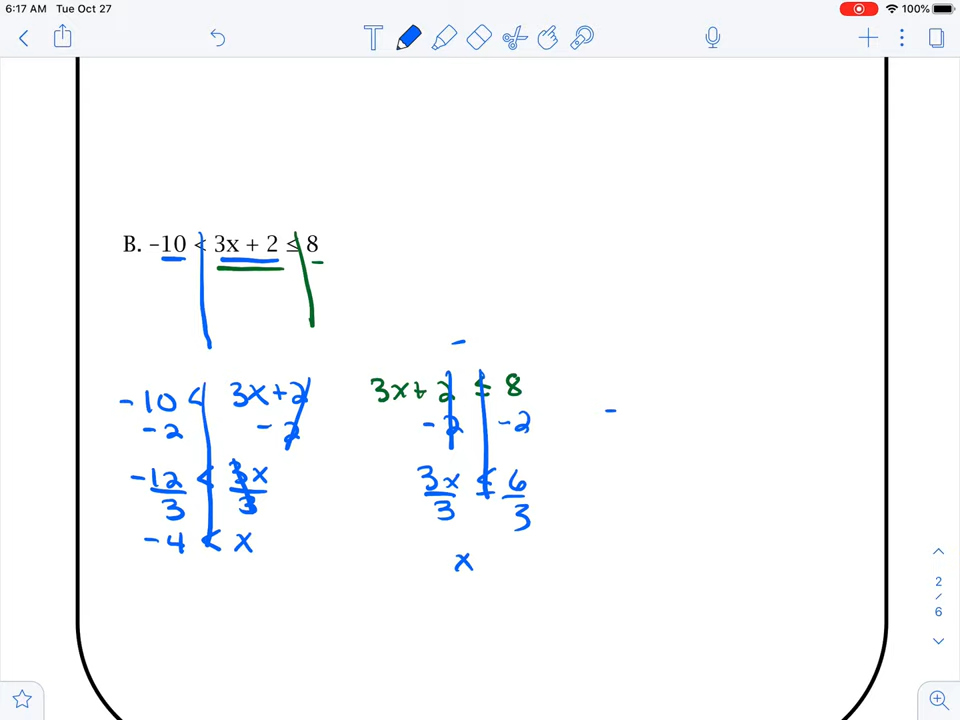 6:17 AM Tue Oct 27 100%
T
B. -10 < 3x + 2 ≤ 8
-10 < 3x+2
-2 -2
-12 < 3x
3 3
-4 < x
3x+2 ≤ 8
-2 -2
3x ≤ 6
3 3
x
2
/
6